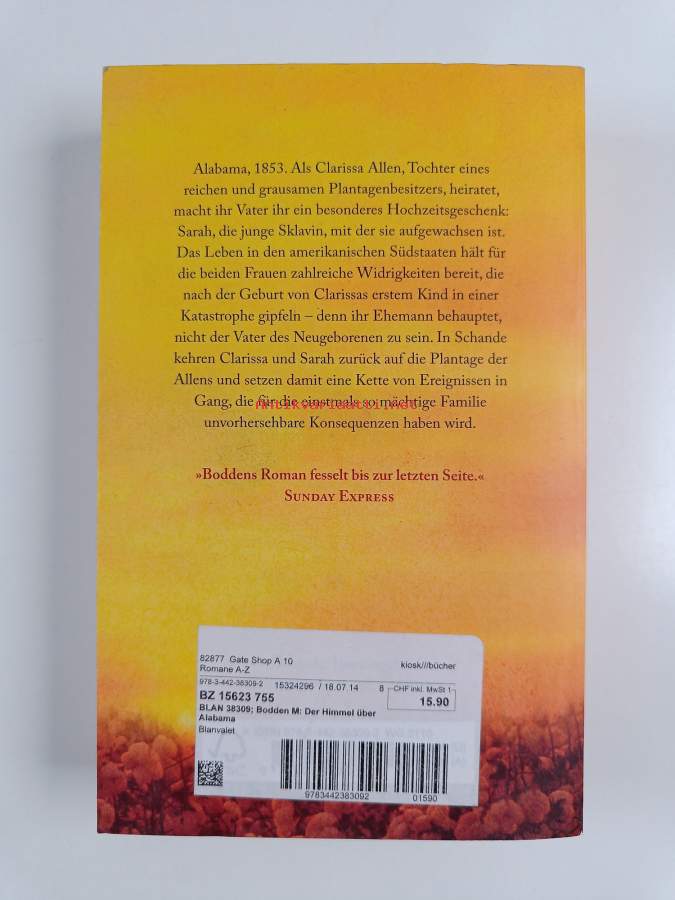 Alabama, 1853. Als Clarissa Allen, Tochter eines
reichen und grausamen Plantagenbesitzers, heiratet,
macht ihr Vater ihr ein besonderes Hochzeitsgeschenk:
Sarah, die junge Sklavin, mit der sie aufgewachsen ist.
Das Leben in den amerikanischen Südstaaten hält für
die beiden Frauen zahlreiche Widrigkeiten bereit, die
nach der Geburt von Clarissas erstem Kind in einer
Katastrophe gipfeln – denn ihr Ehemann behauptet,
nicht der Vater des Neugeborenen zu sein. In Schande
kehren Clarissa und Sarah zurück auf die Plantage der
Allens und setzen damit eine Kette von Ereignissen in
Gang, die für die einstmals so mächtige Familie
Antikvariaatti.net
unvorhersehbare Konsequenzen haben wird.
»Boddens Roman fesselt bis zur letzten Seite.«
SUNDAY EXPRESS
82877 Gate Shop A 10
Romane A-Z
kiosk///bücher
978-3-442-38309-2 15324296 / 18.07.14 8 CHF inkl. MwSt 1
BZ 15623 755 15.90
BLAN 38309; Bodden M: Der Himmel über
Alabama
Blanvalet
9783442383092 01590